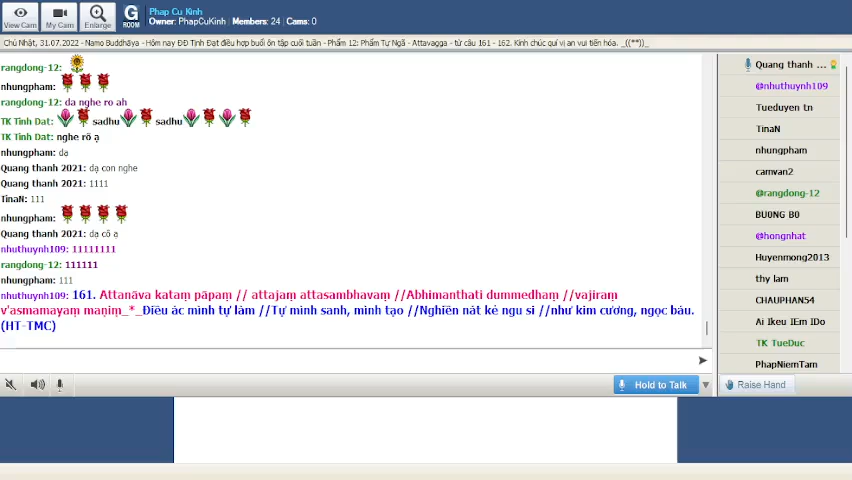 Phap Cu Kinh
Owner: PhapCuKinh | Members: 24 | Cams: 0
View Cam
My Cam
Enlarge
G
ROOM
Chủ Nhật, 31.07.2022 - Namo Buddhāya - Hôm nay ĐĐ Tịnh Đạt điều hợp buổi ôn tập cuối tuần - Phẩm 12: Phẩm Tự Ngã - Attavagga - từ câu 161 - 162. Kính chúc quí vị an vui tiến hóa. _((**))_
rangdong-12:
nhungpham:
rangdong-12: da nghe ro ah
TK Tinh Dat: sadhu sadhu
TK Tinh Dat: nghe rõ ạ
nhungpham: dạ
Quang thanh 2021: dạ con nghe
Quang thanh 2021: 1111
TinaN: 111
nhungpham:
Quang thanh 2021: dạ cô ạ
nhuthuynh109: 11111111
rangdong-12: 111111
nhungpham: 111
nhuthuynh109: 161. Attanāva kataṃ pāpaṃ // attajaṃ attasambhavaṃ //Abhimanthati dummedhaṃ //vajiraṃ
v'asmamayaṃ maṇiṃ_*_Điều ác mình tự làm //Tự mình sanh, mình tạo //Nghiền nát kẻ ngu si //như kim cương, ngọc báu.
(HT-TMC)
Hold to Talk
Quang thanh ...
@nhuthuynh109
Tueduyen tn
TinaN
nhungpham
camvan2
@rangdong-12
BU0NG B0
@hongnhat
Huyenmong2013
thy lam
CHAUPHAN54
Ai Ikeu IEm IDo
TK TueDuc
PhapNiemTam
Raise Hand